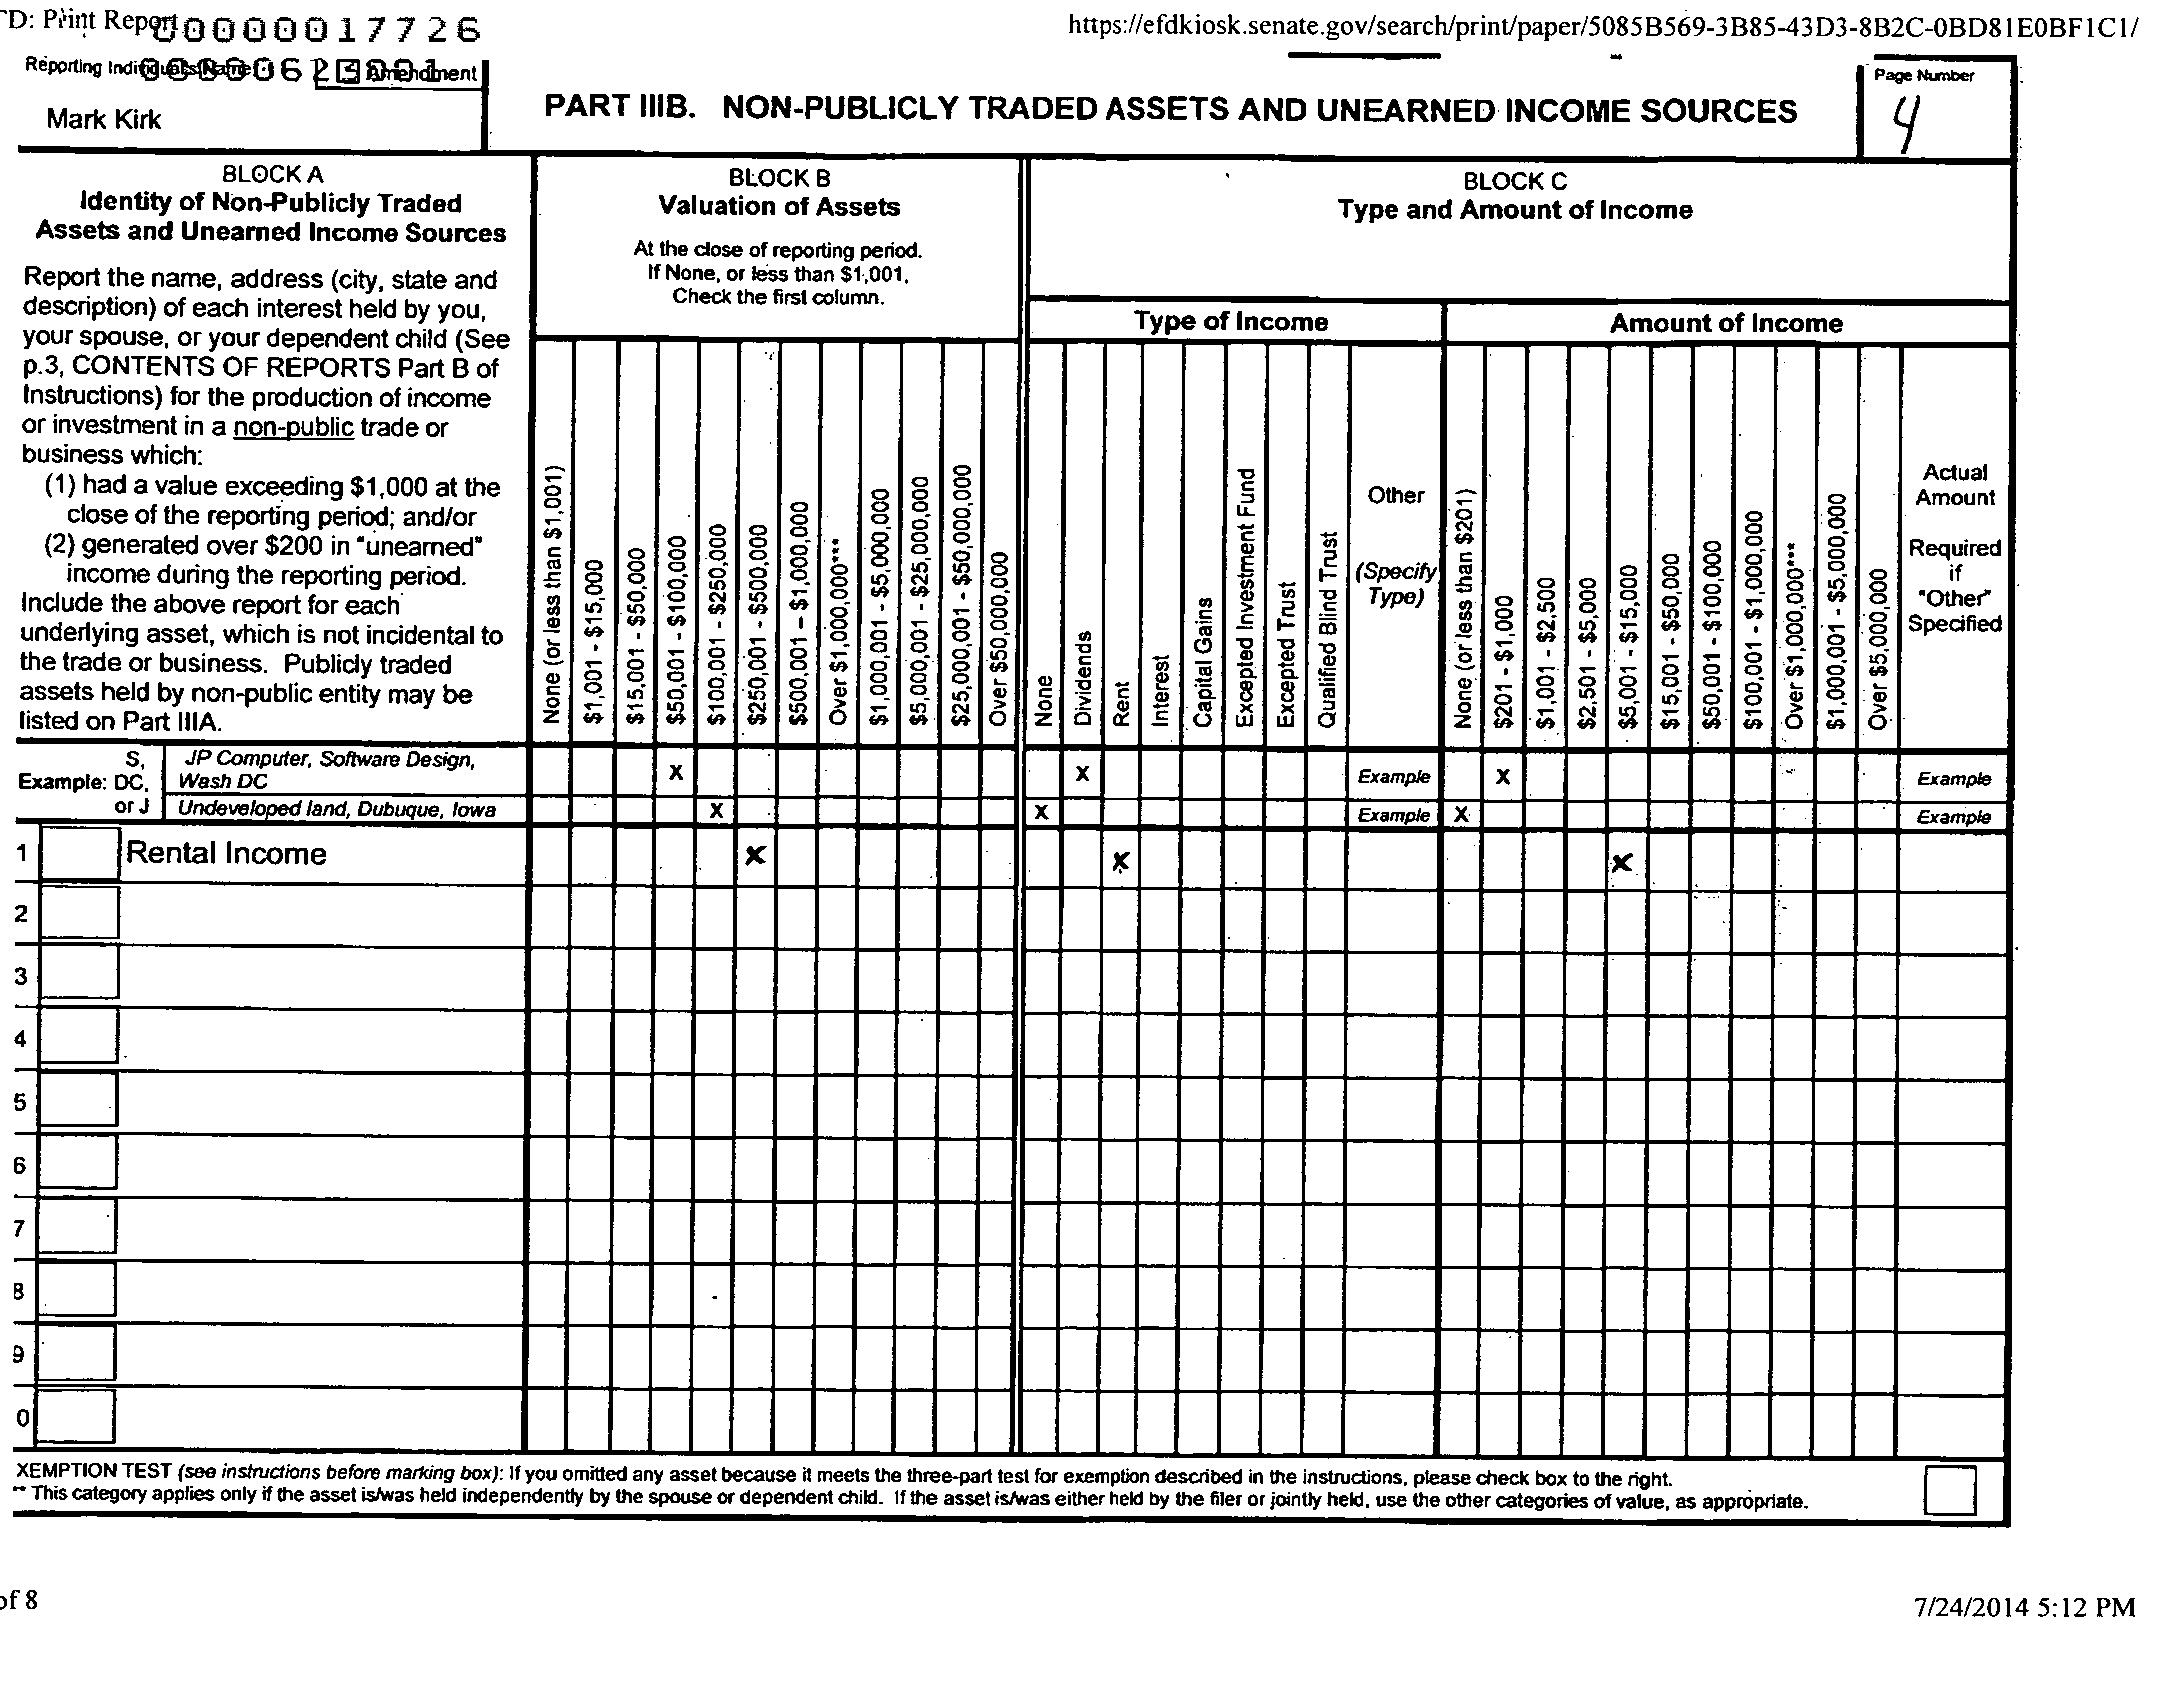 TD: Print Report
https://efdkiosk.senate.gov/search/print/paper/5085B569-3B85-43D3-8B2C-0BD81E0BF1C1/
00000017726
Reporting Individual's Name
Amendment
Mark Kirk
PART IIIB. NON-PUBLICLY TRADED ASSETS AND UNEARNED INCOME SOURCES
Page Number
4
BLOCK A
Identity of Non-Publicly Traded
Assets and Unearned Income Sources
Report the name, address (city, state and
description) of each interest held by you,
your spouse, or your dependent child (See
p.3, CONTENTS OF REPORTS Part B of
Instructions) for the production of income
or investment in a non-public trade or
business which:
(1) had a value exceeding $1,000 at the
close of the reporting period; and/or
(2) generated over $200 in "unearned"
income during the reporting period.
Include the above report for each
underlying asset, which is not incidental to
the trade or business. Publicly traded
assets held by non-public entity may be
listed on Part IIIA.
BLOCK B
Valuation of Assets
At the close of reporting period.
If None, or less than $1,001,
Check the first column.
None (or less than $1,001)
$1,001 - $15,000
$15,001 - $50,000
$50,001 - $100,000
$100,001 - $250,000
$250,001 - $500,000
$500,001 - $1,000,000
Over $1,000,000***
$1,000,001 - $5,000,000
$5,000,001 - $25,000,000
$25,000,001 - $50,000,000
Over $50,000,000
BLOCK C
Type and Amount of Income
Type of Income
None
Dividends
Rent
Interest
Capital Gains
Excepted Investment Fund
Excepted Trust
Qualified Blind Trust
Other
(Specify
Type)
Amount of Income
None (or less than $201)
$201 - $1,000
$1,001 - $2,500
$2,501 - $5,000
$5,001 - $15,000
$15,001 - $50,000
$50,001 - $100,000
$100,001 - $1,000,000
Over $1,000,000***
$1,000,001 - $5,000,000
Over $5,000,000
Actual
Amount
Required
if
"Other"
Specified
S,
Example: DC,
or J
JP Computer, Software Design,
Wash DC
X X Example X Example
Undeveloped land, Dubuque, Iowa X X Example X Example
1 Rental Income x x x
2
3
4
5
6
7
8
9
0
XEMPTION TEST (see instructions before marking box): If you omitted any asset because it meets the three-part test for exemption described in the instructions, please check box to the right.
** This category applies only if the asset is/was held independently by the spouse or dependent child. If the asset is/was either held by the filer or jointly held, use the other categories of value, as appropriate.
of 8
7/24/2014 5:12 PM